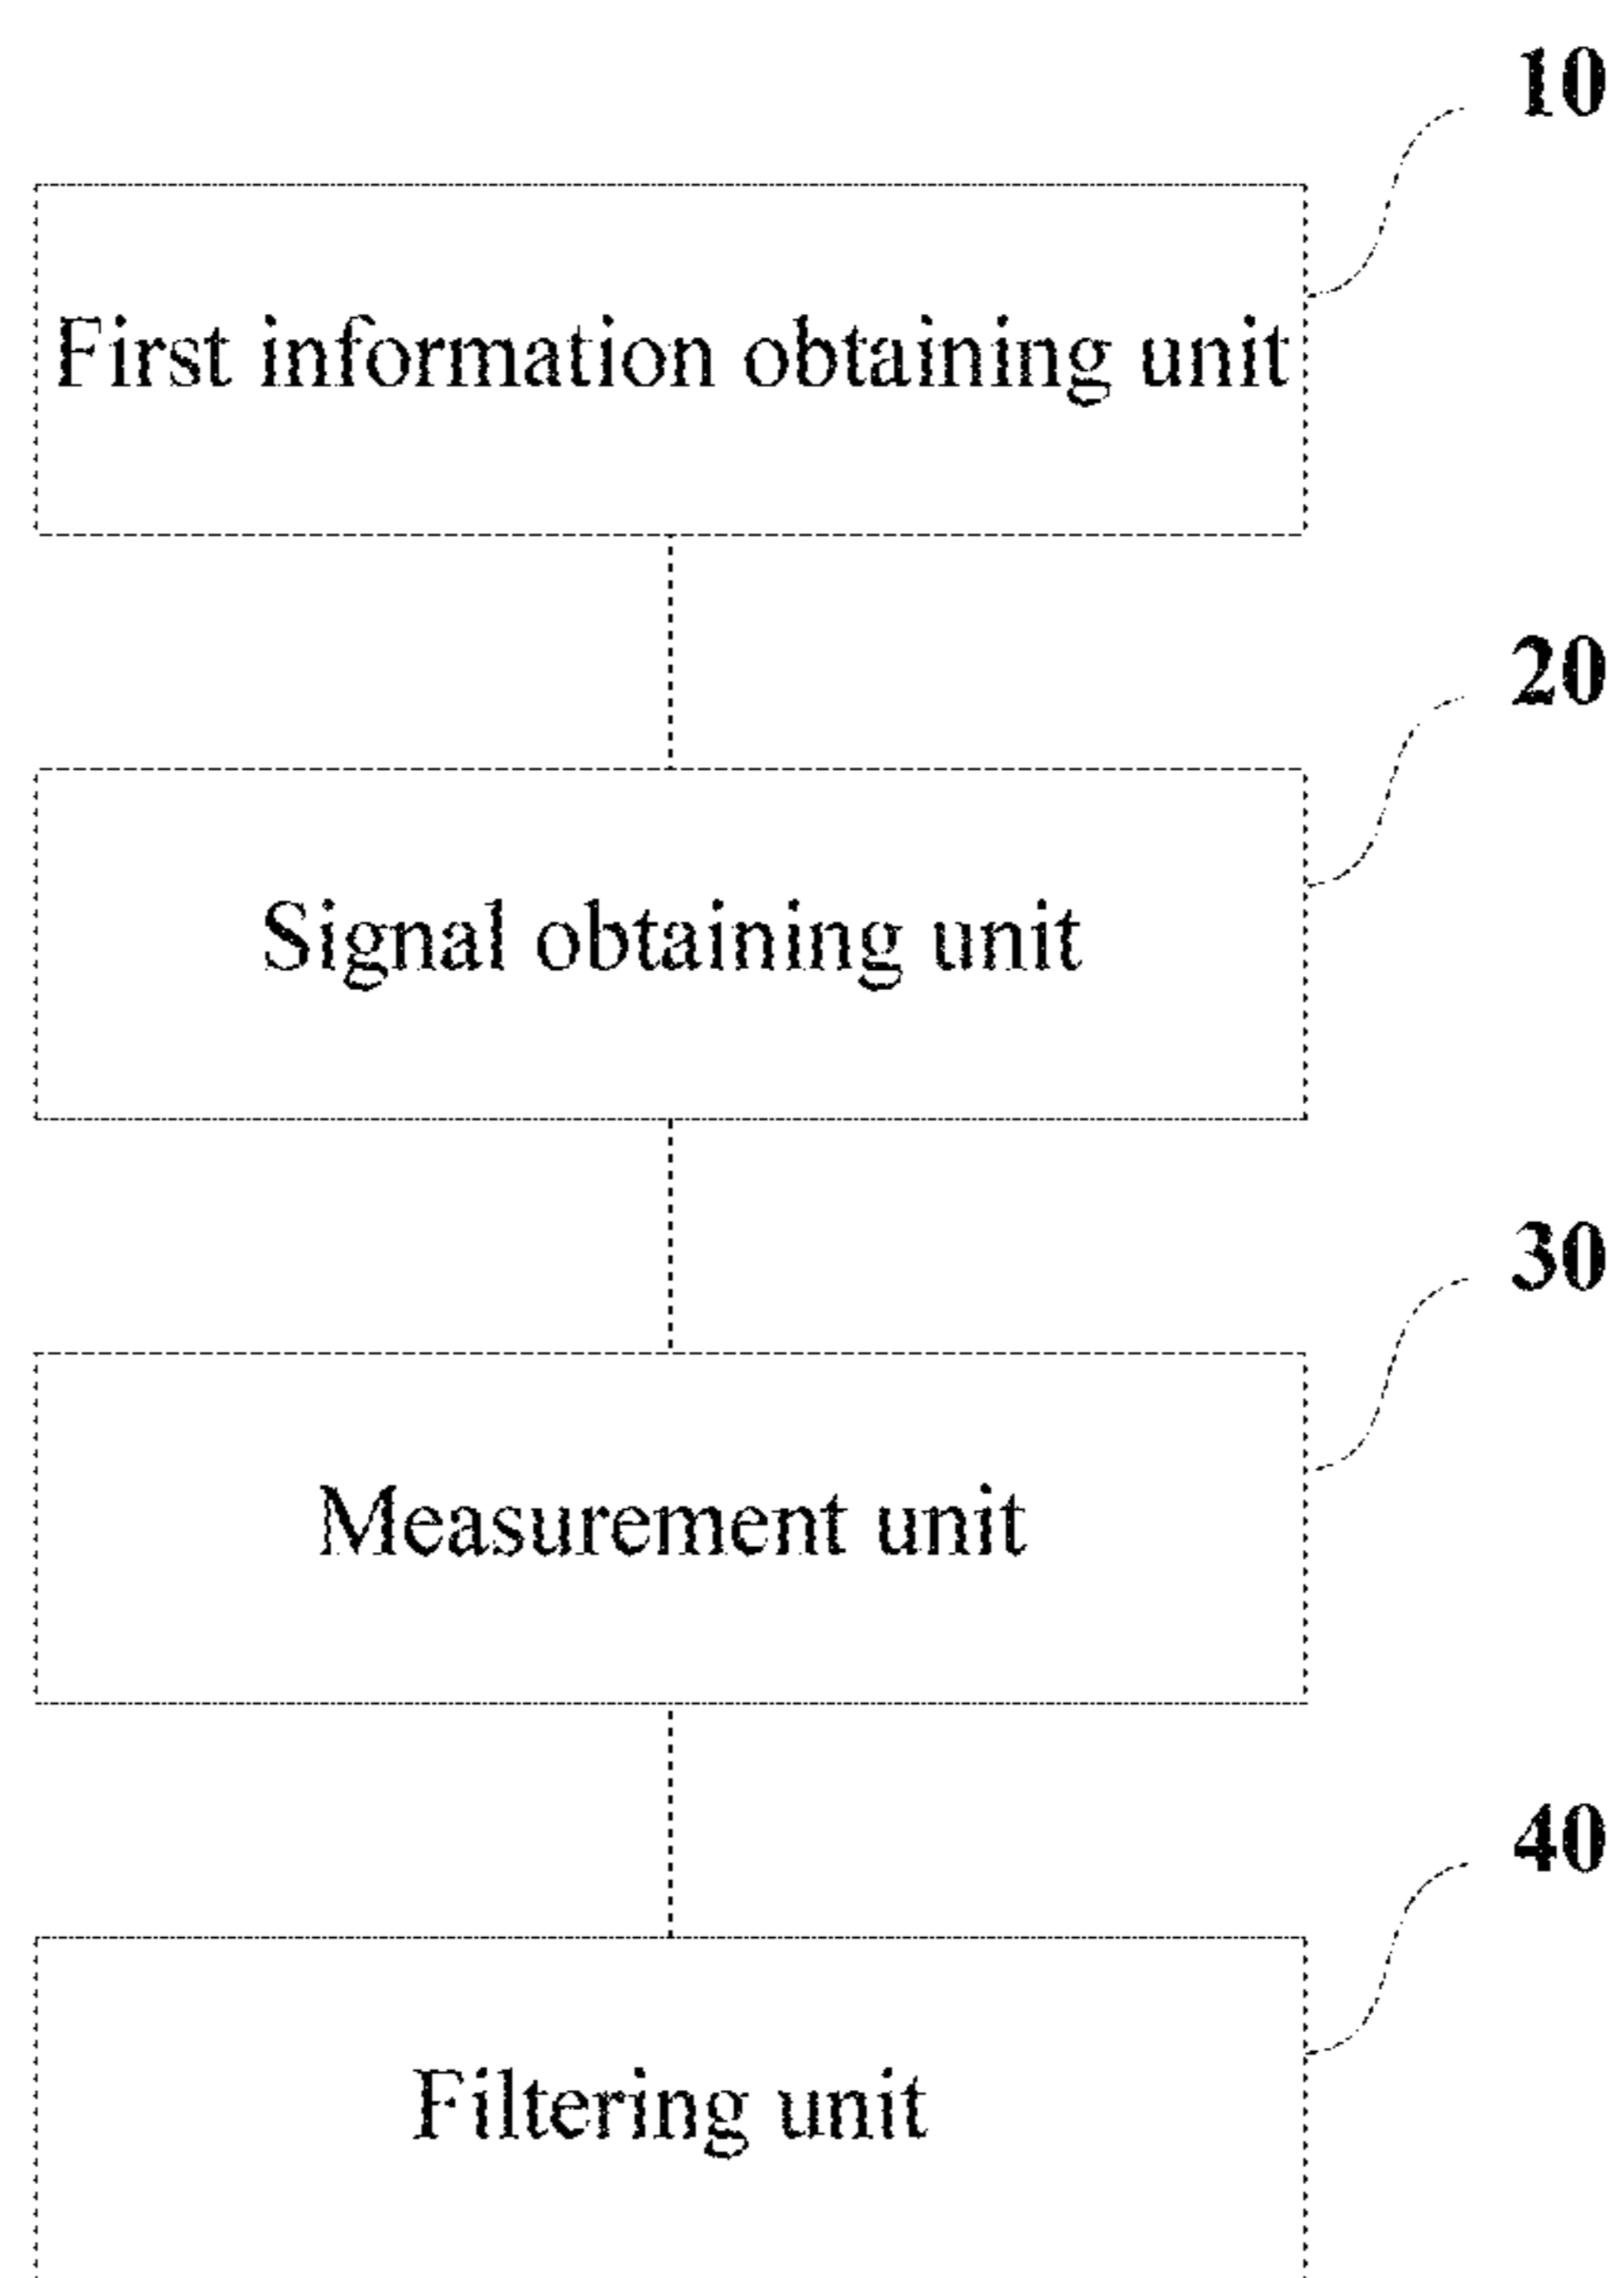 10
First information obtaining unit
20
Signal obtaining unit
30
Measurement unit
40
Filtering unit